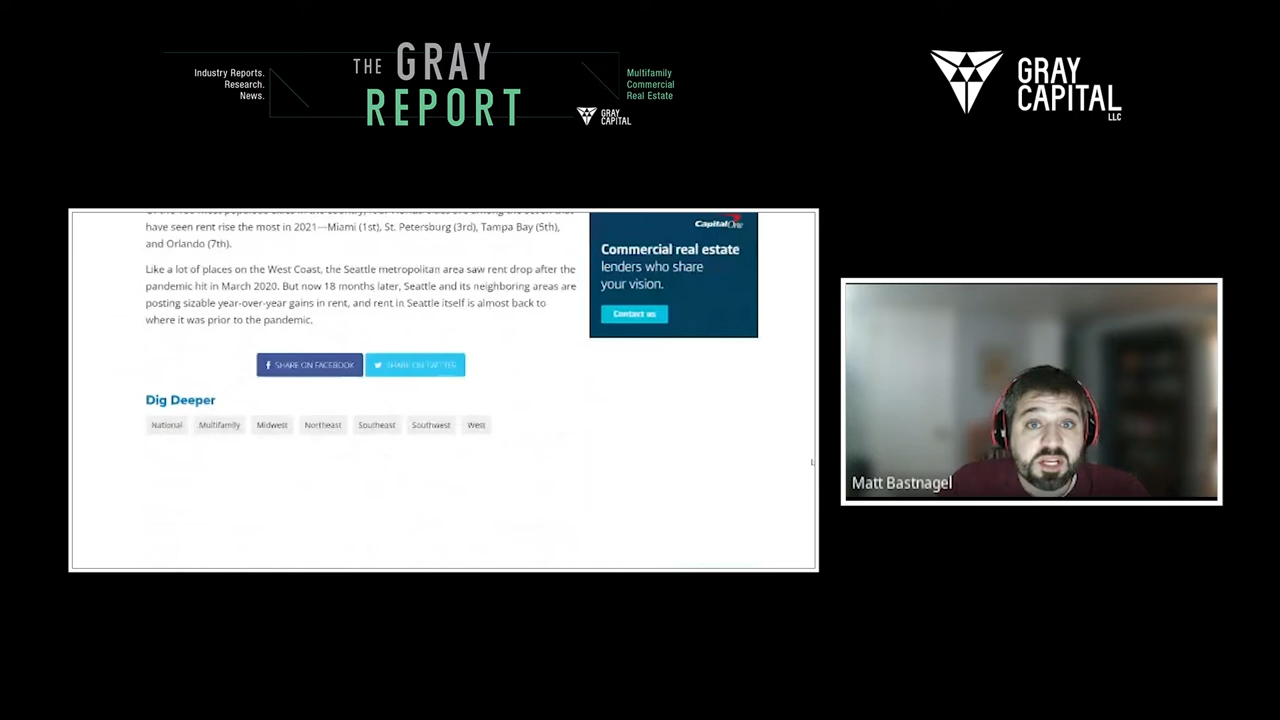 Industry Reports.
Research.
News.
THE GRAY
REPORT
Multifamily
Commercial
Real Estate
GRAY
CAPITAL
GRAY
CAPITAL
LLC
have seen rent rise the most in 2021—Miami (1st), St. Petersburg (3rd), Tampa Bay (5th),
and Orlando (7th).
Like a lot of places on the West Coast, the Seattle metropolitan area saw rent drop after the
pandemic hit in March 2020. But now 18 months later, Seattle and its neighboring areas are
posting sizable year-over-year gains in rent, and rent in Seattle itself is almost back to
where it was prior to the pandemic.
SHARE ON FACEBOOK
SHARE ON TWITTER
Dig Deeper
National
Multifamily
Midwest
Northeast
Southeast
Southwest
West
Capital One
Commercial real estate
lenders who share
your vision.
Contact us
Matt Bastnagel